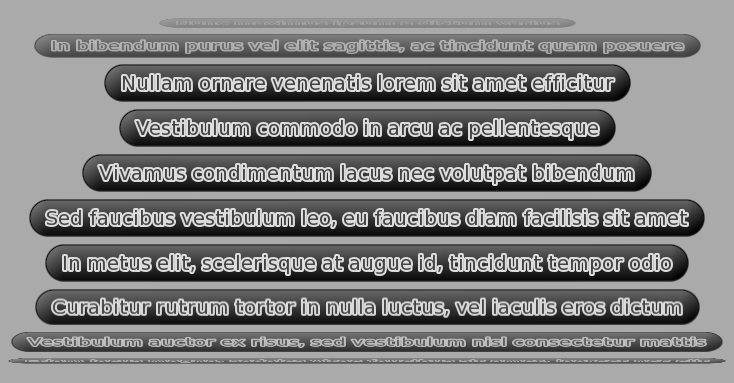 In bibendum purus vel elit sagittis, ac tincidunt quam posuere
Nullam ornare venenatis lorem sit amet efficitur
Vestibulum commodo in arcu ac pellentesque
Vivamus condimentum lacus nec volutpat bibendum
Sed faucibus vestibulum leo, eu faucibus diam facilisis sit amet
In metus elit, scelerisque at augue id, tincidunt tempor odio
Curabitur rutrum tortor in nulla luctus, vel iaculis eros dictum
Vestibulum auctor ex risus, sed vestibulum nisl consectetur mattis